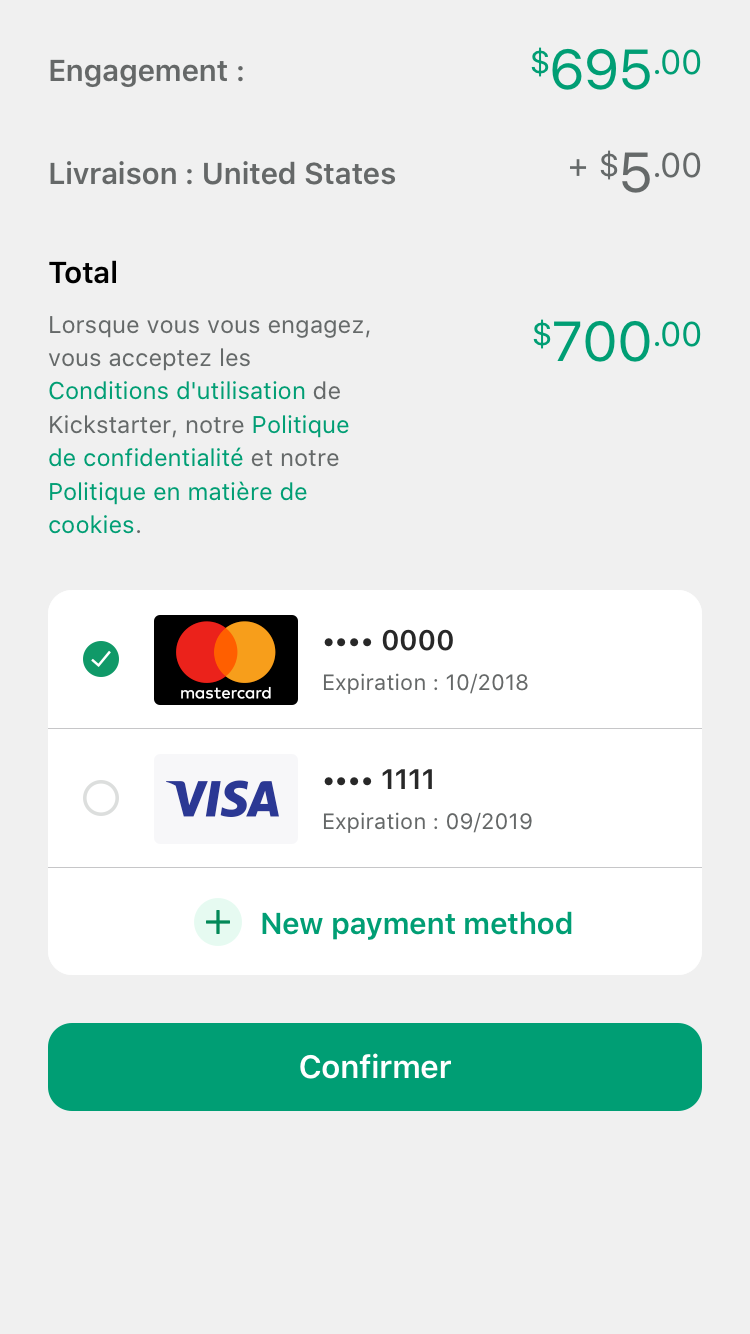 Engagement : $695.00
Livraison : United States + $5.00
Total
Lorsque vous vous engagez,
vous acceptez les
Conditions d'utilisation de
Kickstarter, notre Politique
de confidentialité et notre
Politique en matière de
cookies.
$700.00
mastercard
•••• 0000
Expiration : 10/2018
VISA
•••• 1111
Expiration : 09/2019
+ New payment method
Confirmer